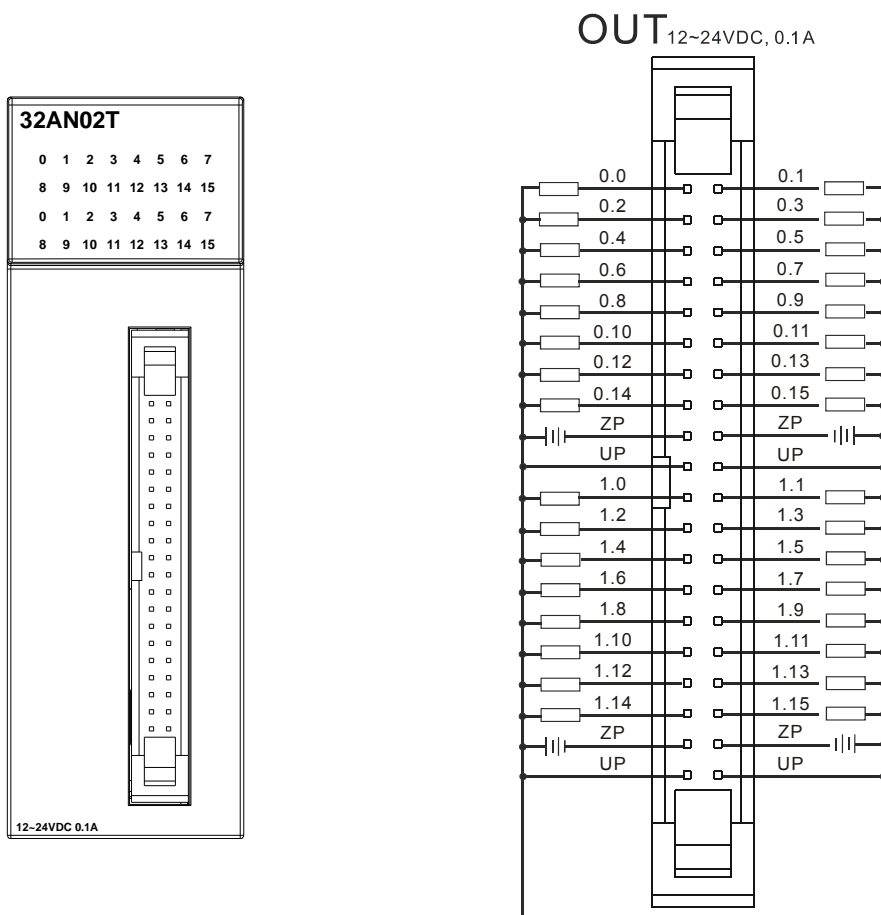 32AN02T
0 1 2 3 4 5 6 7
8 9 10 11 12 13 14 15
0 1 2 3 4 5 6 7
8 9 10 11 12 13 14 15
12~24VDC 0.1A
OUT 12~24VDC, 0.1A
0.0 0.1
0.2 0.3
0.4 0.5
0.6 0.7
0.8 0.9
0.10 0.11
0.12 0.13
0.14 0.15
ZP ZP
UP UP
1.0 1.1
1.2 1.3
1.4 1.5
1.6 1.7
1.8 1.9
1.10 1.11
1.12 1.13
1.14 1.15
ZP ZP
UP UP